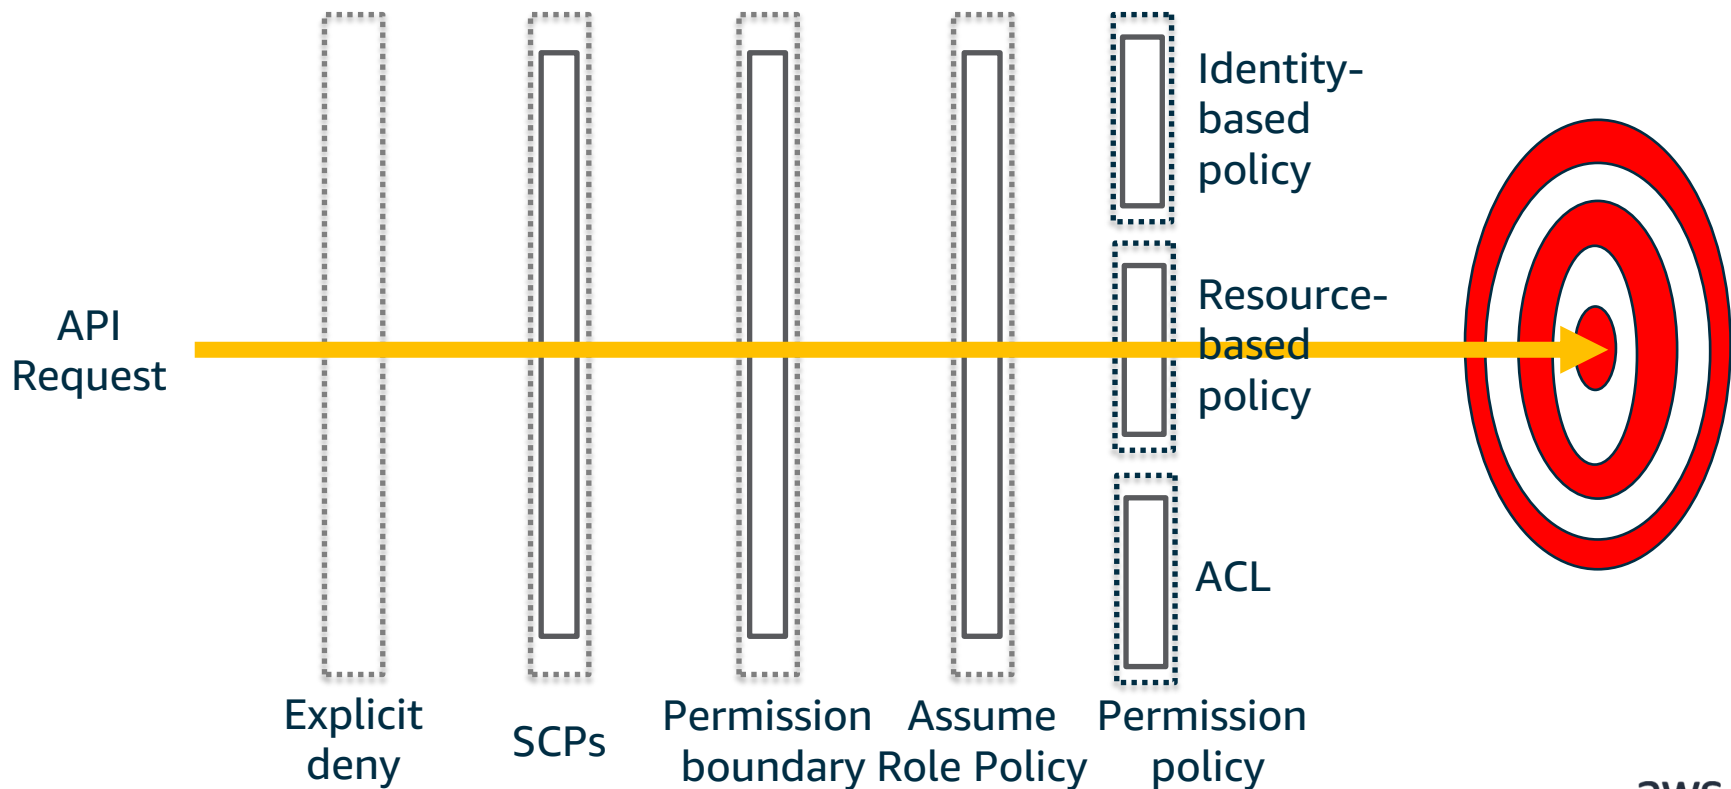 API
Request
Explicit
deny
SCPs
Permission
boundary
Assume
Role Policy
Permission
policy
Identity-
based
policy
Resource-
based
policy
ACL
aws